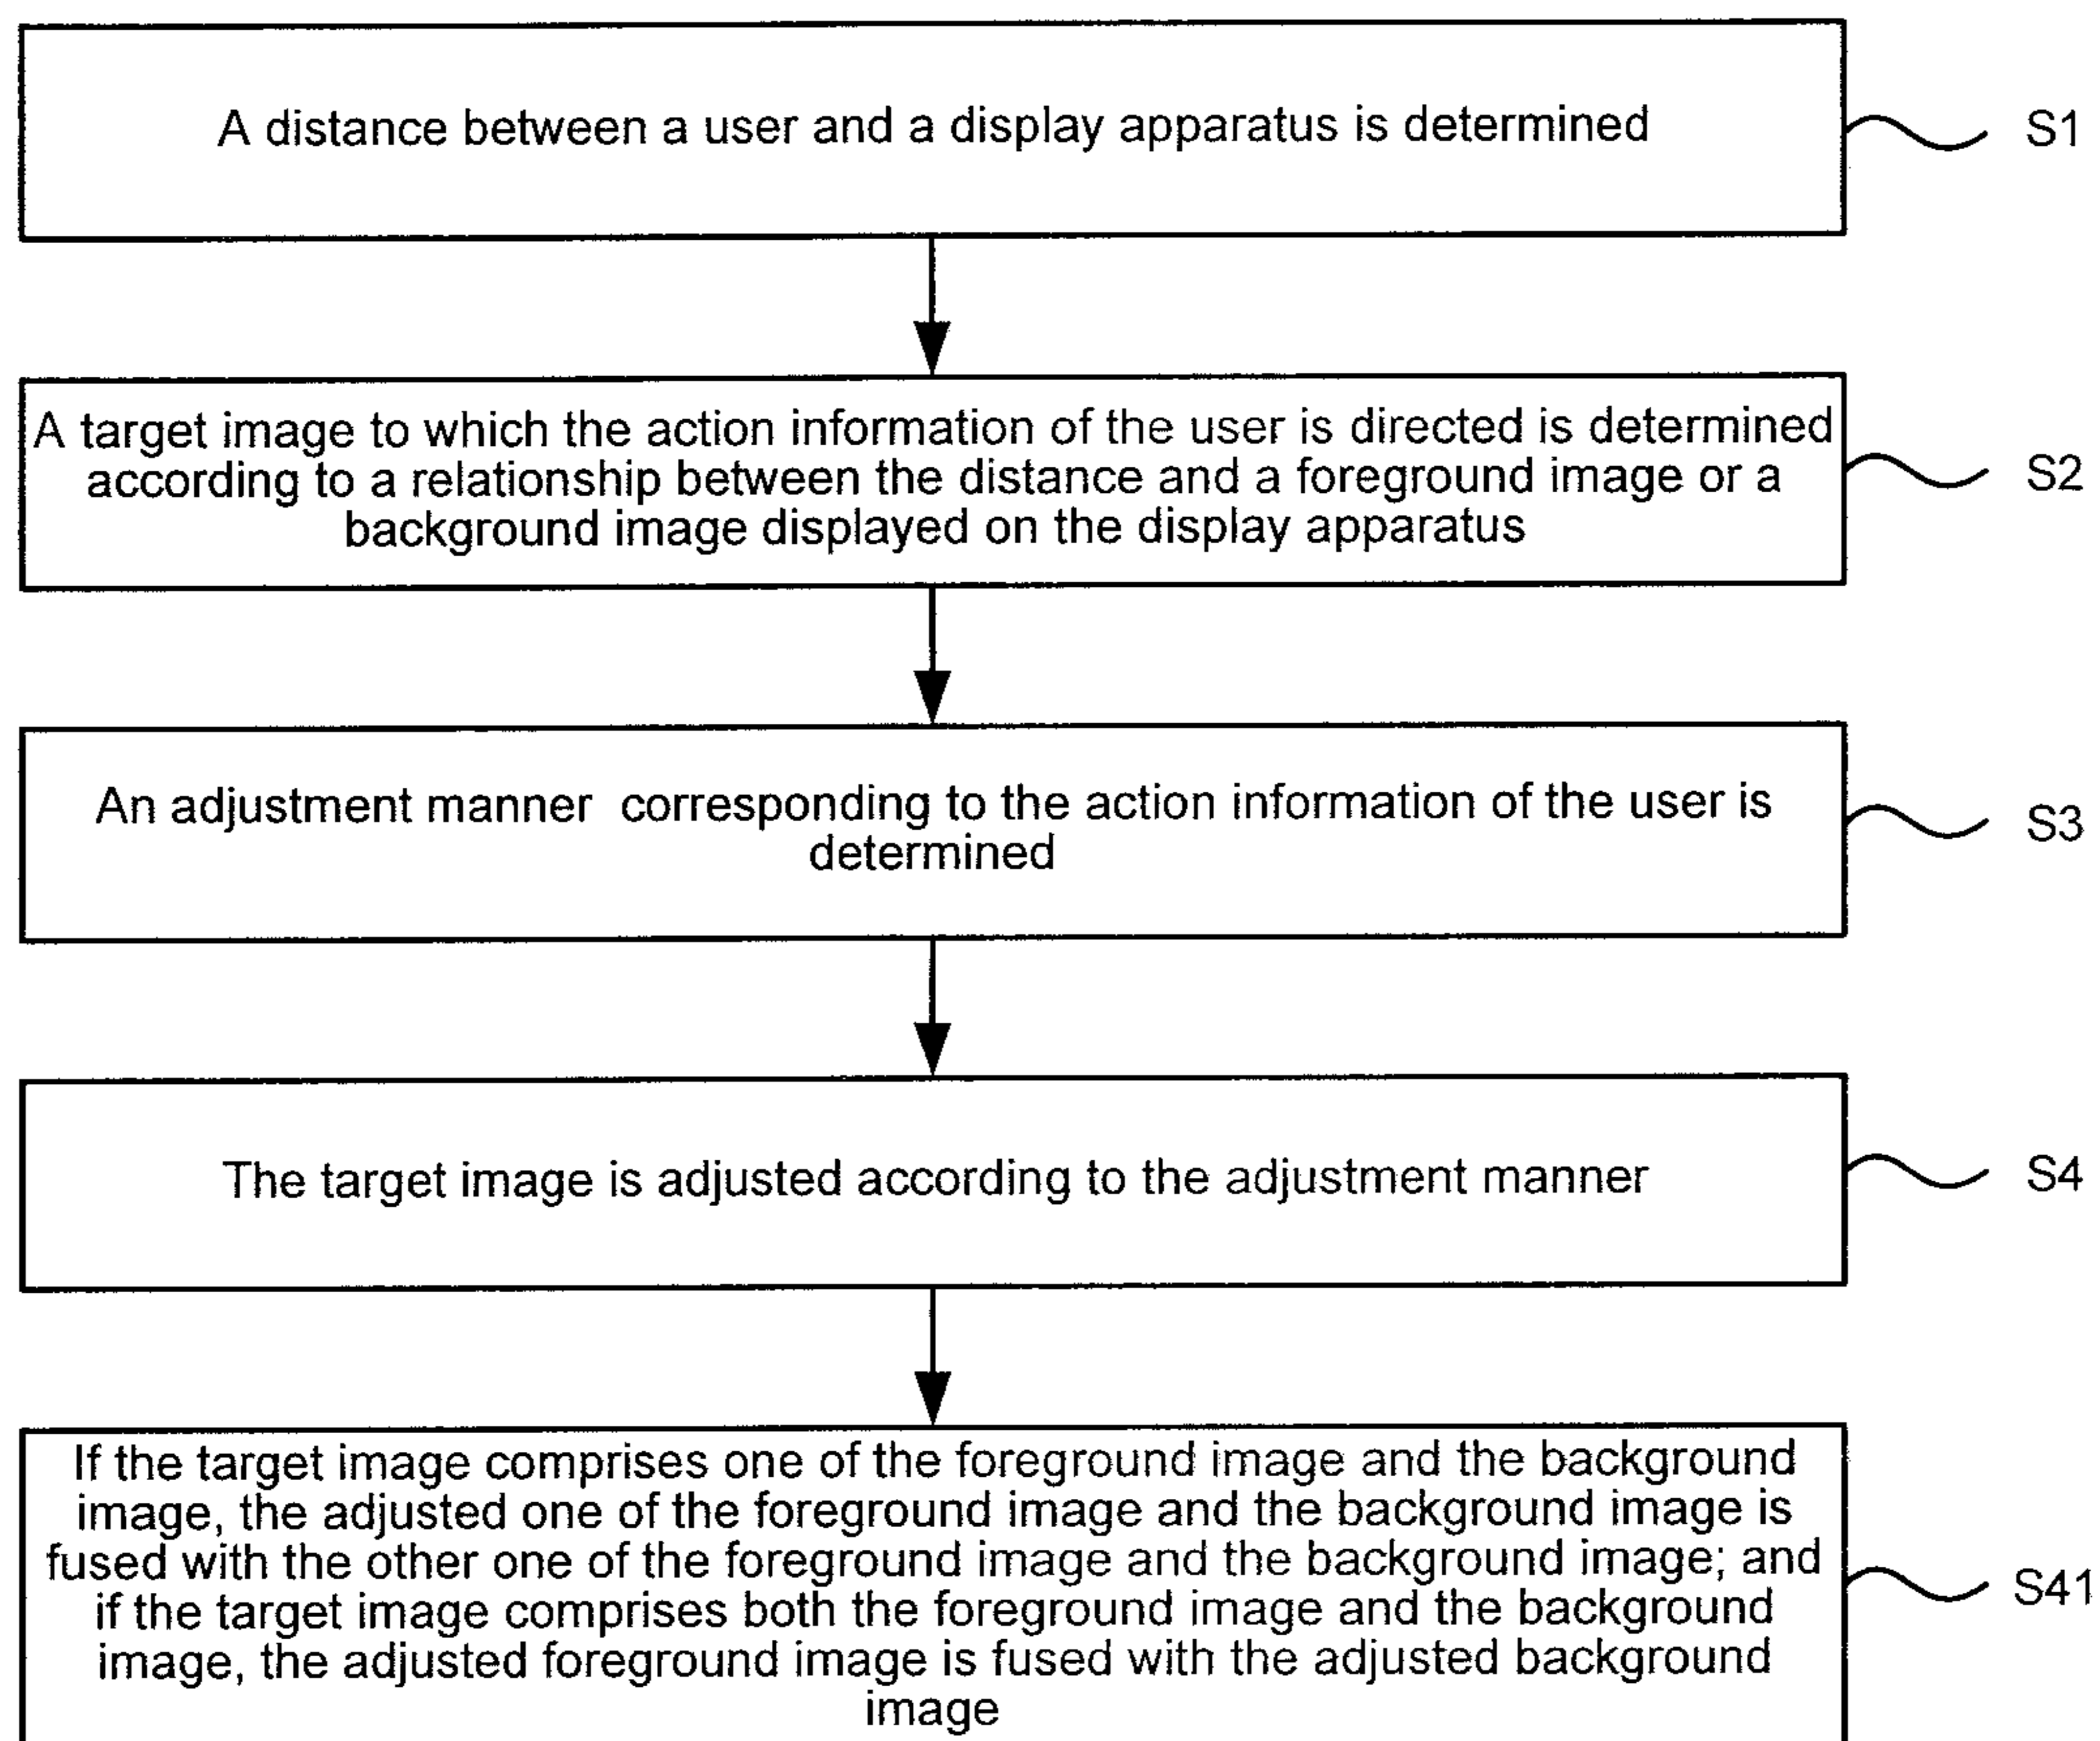 A distance between a user and a display apparatus is determined
S1
A target image to which the action information of the user is directed is determined
according to a relationship between the distance and a foreground image or a
background image displayed on the display apparatus
S2
An adjustment manner corresponding to the action information of the user is
determined
S3
The target image is adjusted according to the adjustment manner
S4
If the target image comprises one of the foreground image and the background
image, the adjusted one of the foreground image and the background image is
fused with the other one of the foreground image and the background image; and
if the target image comprises both the foreground image and the background
image, the adjusted foreground image is fused with the adjusted background
image
S41